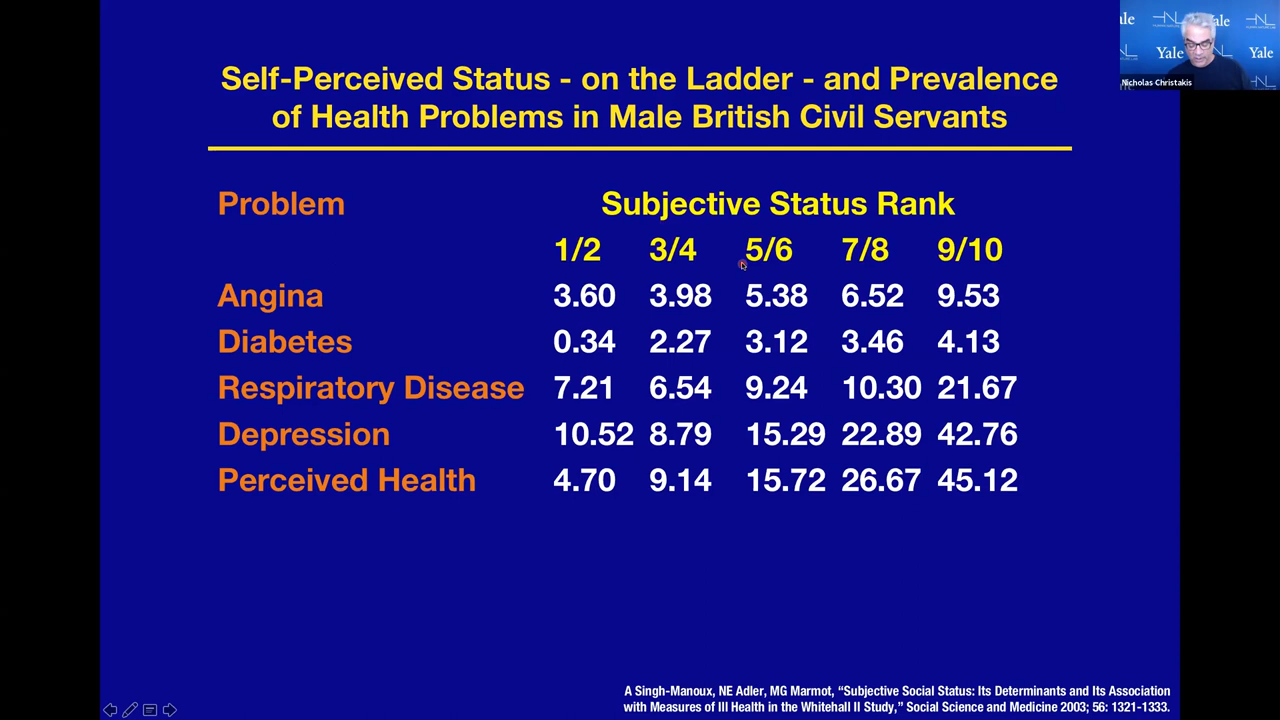 Self-Perceived Status - on the Ladder - and Prevalence
of Health Problems in Male British Civil Servants
Problem Subjective Status Rank
1/2 3/4 5/6 7/8 9/10
Angina 3.60 3.98 5.38 6.52 9.53
Diabetes 0.34 2.27 3.12 3.46 4.13
Respiratory Disease 7.21 6.54 9.24 10.30 21.67
Depression 10.52 8.79 15.29 22.89 42.76
Perceived Health 4.70 9.14 15.72 26.67 45.12
A Singh-Manoux, NE Adler, MG Marmot, “Subjective Social Status: Its Determinants and Its Association
with Measures of Ill Health in the Whitehall II Study,” Social Science and Medicine 2003; 56: 1321-1333.
Yale
Yale
Nicholas Christakis